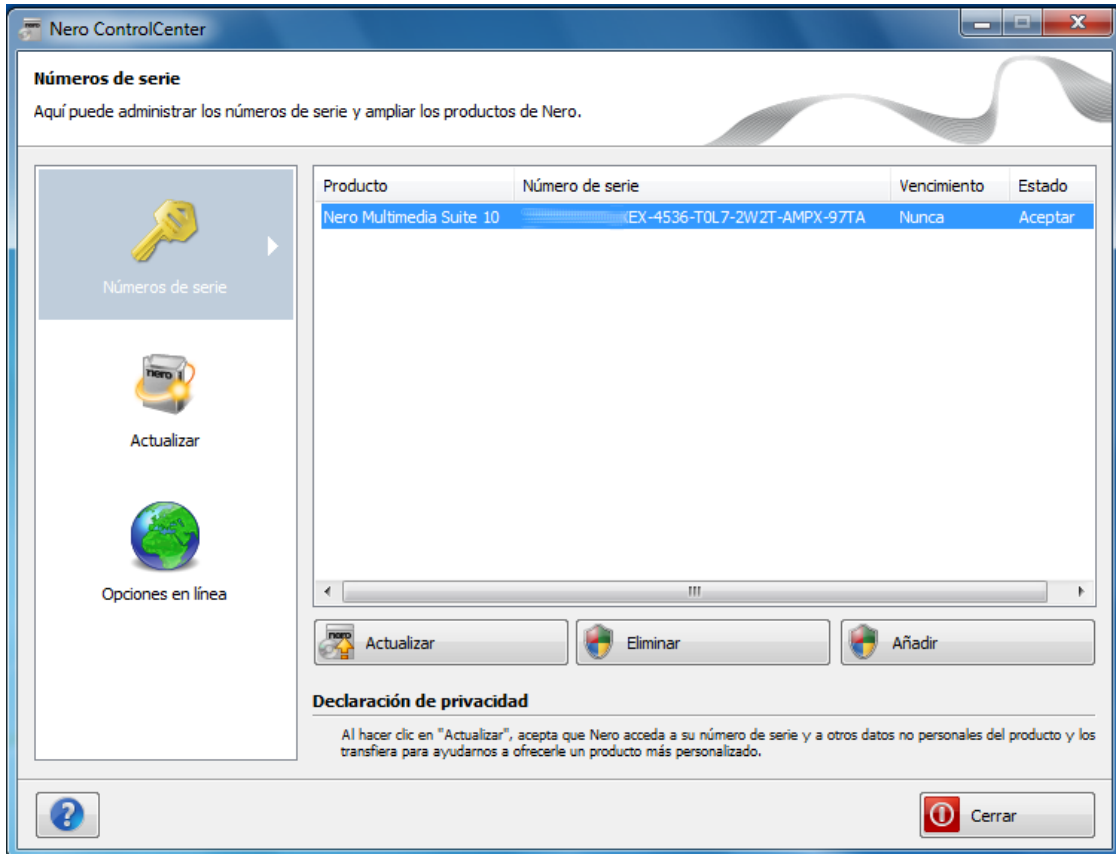 Nero ControlCenter
Números de serie
Aquí puede administrar los números de serie y ampliar los productos de Nero.
Números de serie
Actualizar
Opciones en línea
Producto Número de serie Vencimiento Estado
Nero Multimedia Suite 10 EX-4536-T0L7-2W2T-AMPX-97TA Nunca Aceptar
Actualizar Eliminar Añadir
Declaración de privacidad
Al hacer clic en "Actualizar", acepta que Nero acceda a su número de serie y a otros datos no personales del producto y los
transfiera para ayudarnos a ofrecerle un producto más personalizado.
Cerrar